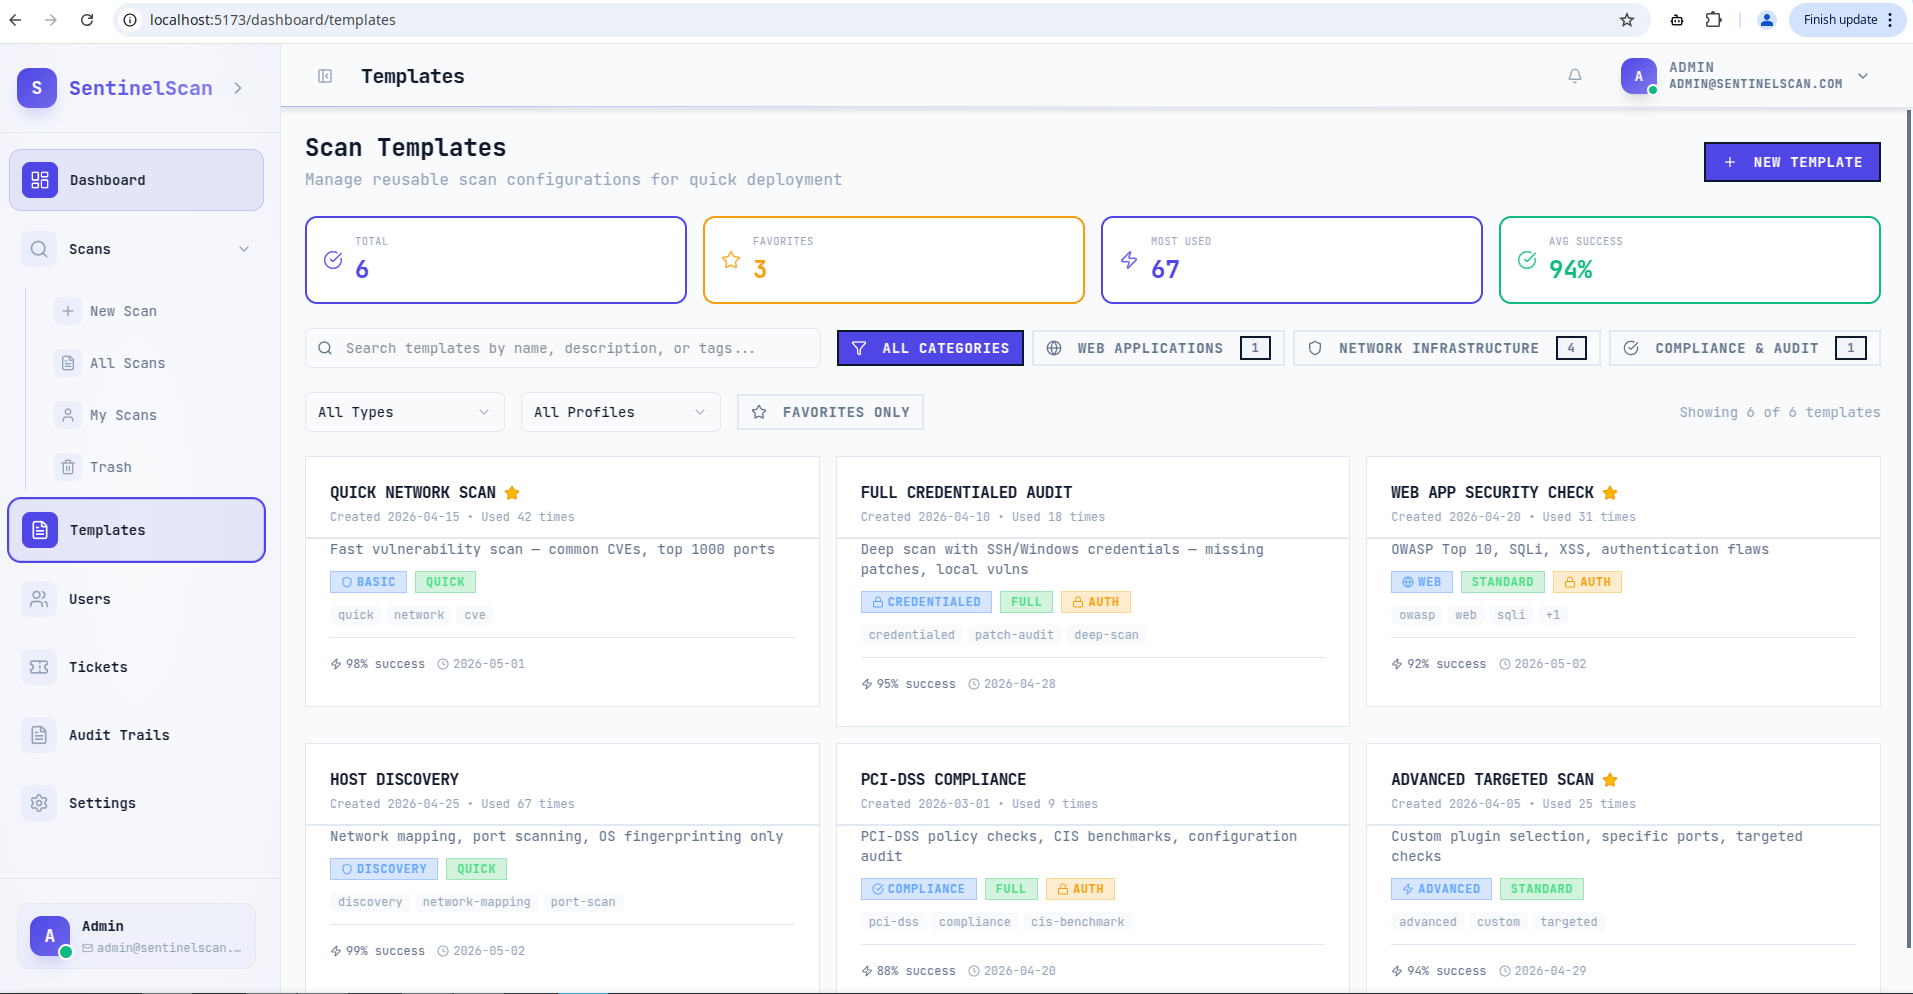 localhost:5173/dashboard/templates
Finish update
S
SentinelScan
Dashboard
Scans
New Scan
All Scans
My Scans
Trash
Templates
Users
Tickets
Audit Trails
Settings
A
Admin
admin@sentinelscan....
Templates
A
ADMIN
ADMIN@SENTINELSCAN.COM
Scan Templates
Manage reusable scan configurations for quick deployment
NEW TEMPLATE
TOTAL
6
FAVORITES
3
MOST USED
67
AVG SUCCESS
94%
Search templates by name, description, or tags...
ALL CATEGORIES
WEB APPLICATIONS 1
NETWORK INFRASTRUCTURE 4
COMPLIANCE & AUDIT 1
All Types
All Profiles
FAVORITES ONLY
Showing 6 of 6 templates
QUICK NETWORK SCAN
Created 2026-04-15 • Used 42 times
Fast vulnerability scan — common CVEs, top 1000 ports
BASIC QUICK
quick network cve
98% success 2026-05-01
FULL CREDENTIALED AUDIT
Created 2026-04-10 • Used 18 times
Deep scan with SSH/Windows credentials — missing
patches, local vulns
CREDENTIALED FULL AUTH
credentialed patch-audit deep-scan
95% success 2026-04-28
WEB APP SECURITY CHECK
Created 2026-04-20 • Used 31 times
OWASP Top 10, SQLi, XSS, authentication flaws
WEB STANDARD AUTH
owasp web sqli +1
92% success 2026-05-02
HOST DISCOVERY
Created 2026-04-25 • Used 67 times
Network mapping, port scanning, OS fingerprinting only
DISCOVERY QUICK
discovery network-mapping port-scan
99% success 2026-05-02
PCI-DSS COMPLIANCE
Created 2026-03-01 • Used 9 times
PCI-DSS policy checks, CIS benchmarks, configuration
audit
COMPLIANCE FULL AUTH
pci-dss compliance cis-benchmark
88% success 2026-04-20
ADVANCED TARGETED SCAN
Created 2026-04-05 • Used 25 times
Custom plugin selection, specific ports, targeted
checks
ADVANCED STANDARD
advanced custom targeted
94% success 2026-04-29